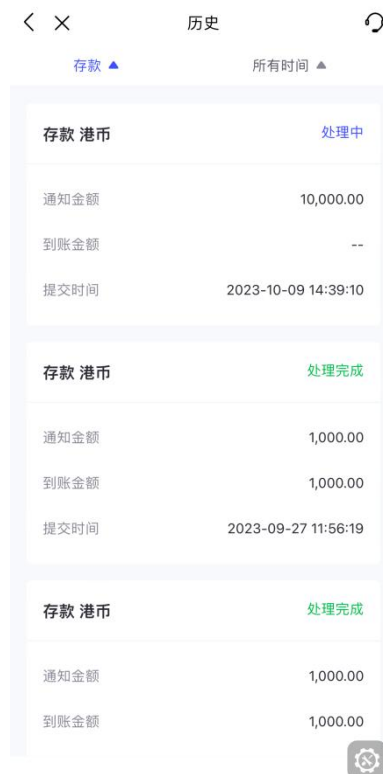 历史
存款 所有时间
存款 港币 处理中
通知金额 10,000.00
到账金额 --
提交时间 2023-10-09 14:39:10
存款 港币 处理完成
通知金额 1,000.00
到账金额 1,000.00
提交时间 2023-09-27 11:56:19
存款 港币 处理完成
通知金额 1,000.00
到账金额 1,000.00